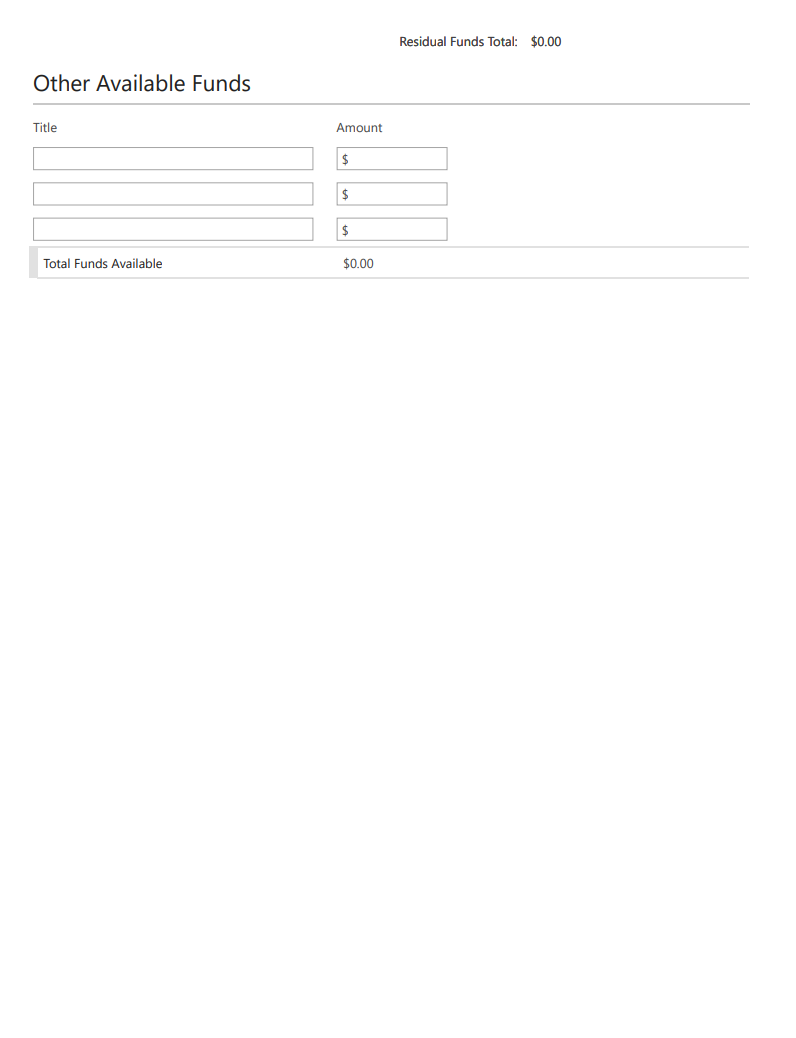 Residual Funds Total: $0.00
Other Available Funds
Title Amount
$
$
$
Total Funds Available $0.00